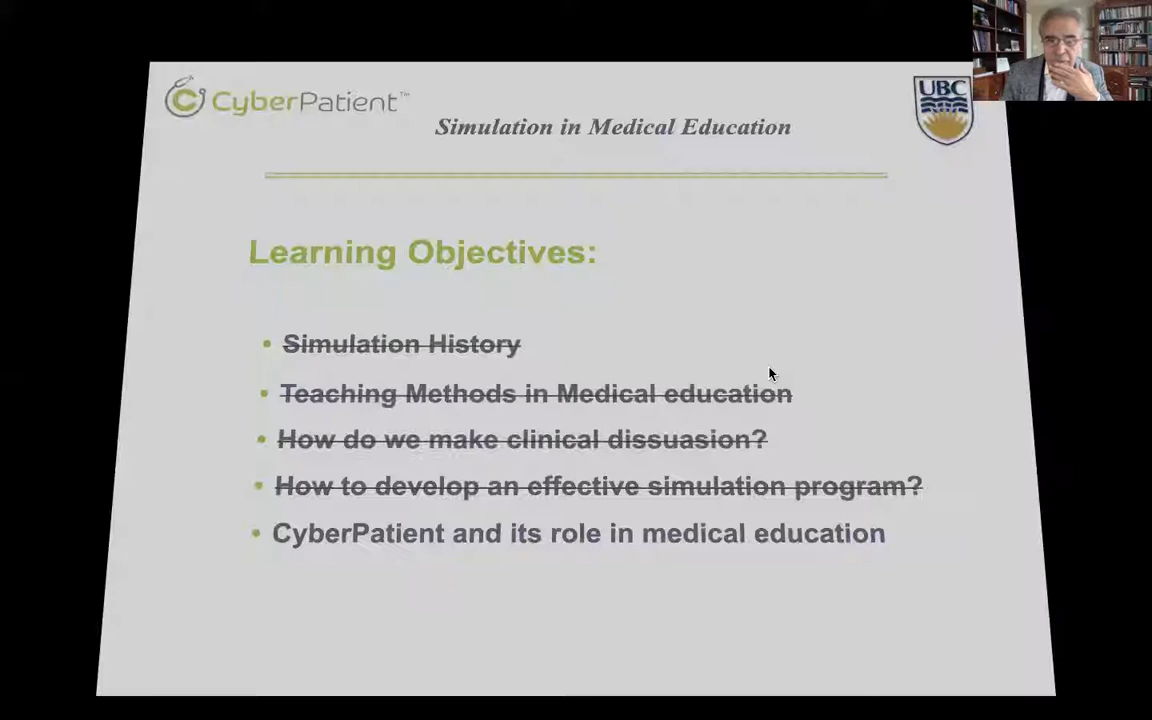 CyberPatient™
Simulation in Medical Education
UBC
Learning Objectives:
• Simulation History
• Teaching Methods in Medical education
• How do we make clinical dissuasion?
• How to develop an effective simulation program?
• CyberPatient and its role in medical education